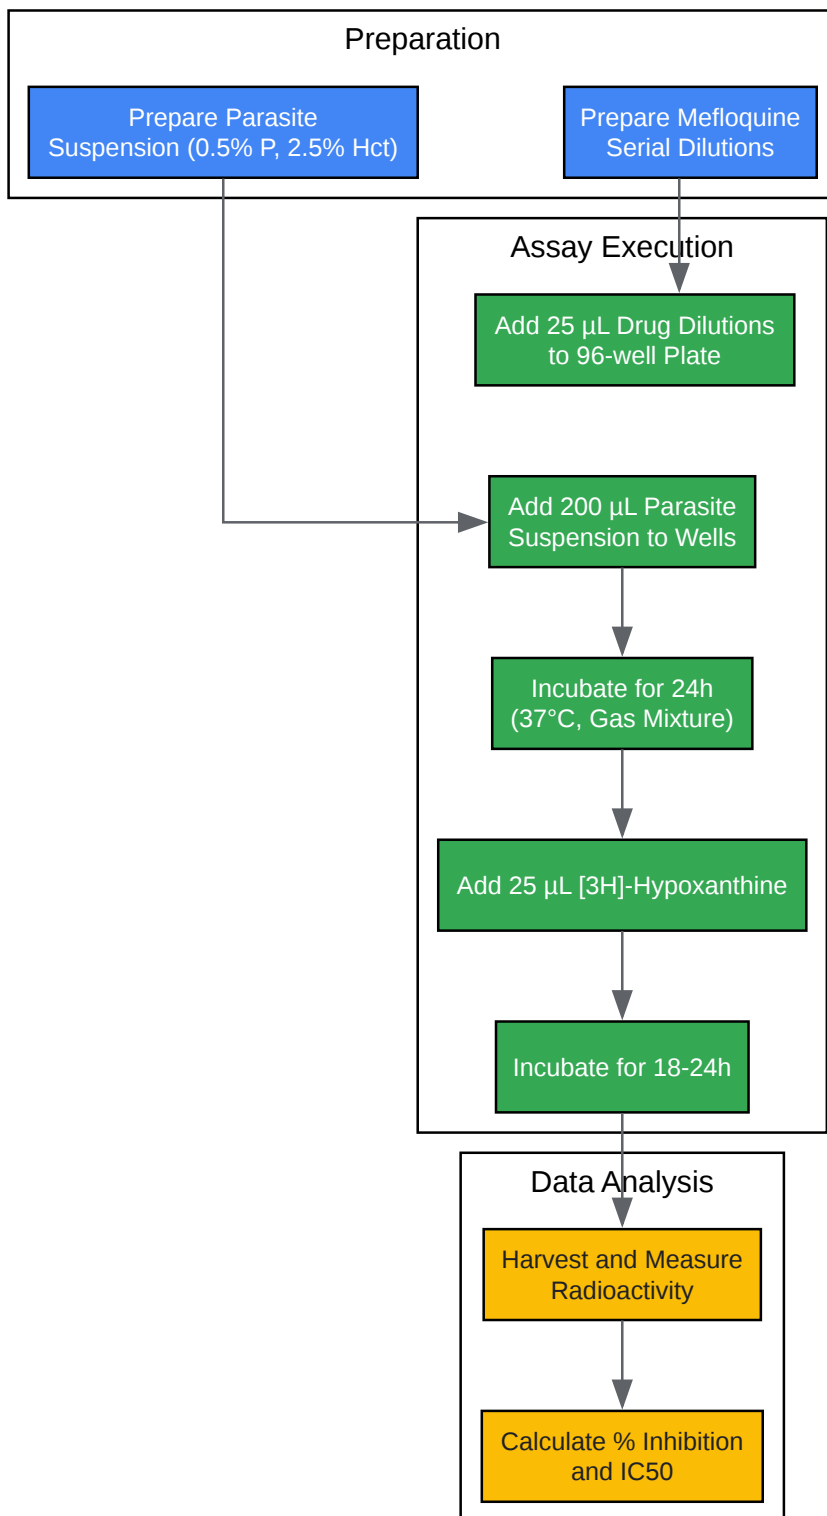 Preparation
Prepare Parasite
Suspension (0.5% P, 2.5% Hct)
Prepare Mefloquine
Serial Dilutions
Assay Execution
Add 25 µL Drug Dilutions
to 96-well Plate
Add 200 µL Parasite
Suspension to Wells
Incubate for 24h
(37°C, Gas Mixture)
Add 25 µL [3H]-Hypoxanthine
Incubate for 18-24h
Data Analysis
Harvest and Measure
Radioactivity
Calculate % Inhibition
and IC50